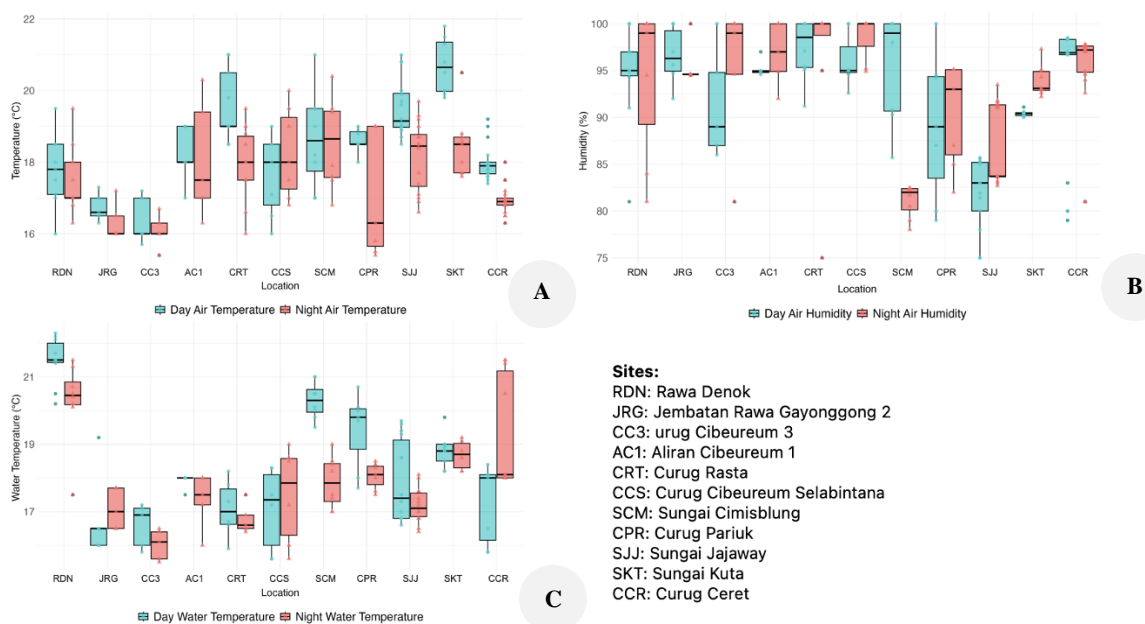 22
20
18
16
Temperature (°C)
RDN JRG CC3 AC1 CRT CCS SCM CPR SJJ SKT CCR
Location
Day Air Temperature Night Air Temperature
A
100
95
90
85
80
75
Humidity (%)
RDN JRG CC3 AC1 CRT CCS SCM CPR SJJ SKT CCR
Location
Day Air Humidity Night Air Humidity
B
21
19
17
Water Temperature (°C)
RDN JRG CC3 AC1 CRT CCS SCM CPR SJJ SKT CCR
Location
Day Water Temperature Night Water Temperature
C
Sites:
RDN: Rawa Denok
JRG: Jembatan Rawa Gayonggong 2
CC3: urug Cibeureum 3
AC1: Aliran Cibeureum 1
CRT: Curug Rasta
CCS: Curug Cibeureum Selabintana
SCM: Sungai Cimisblung
CPR: Curug Pariuk
SJJ: Sungai Jajaway
SKT: Sungai Kuta
CCR: Curug Ceret